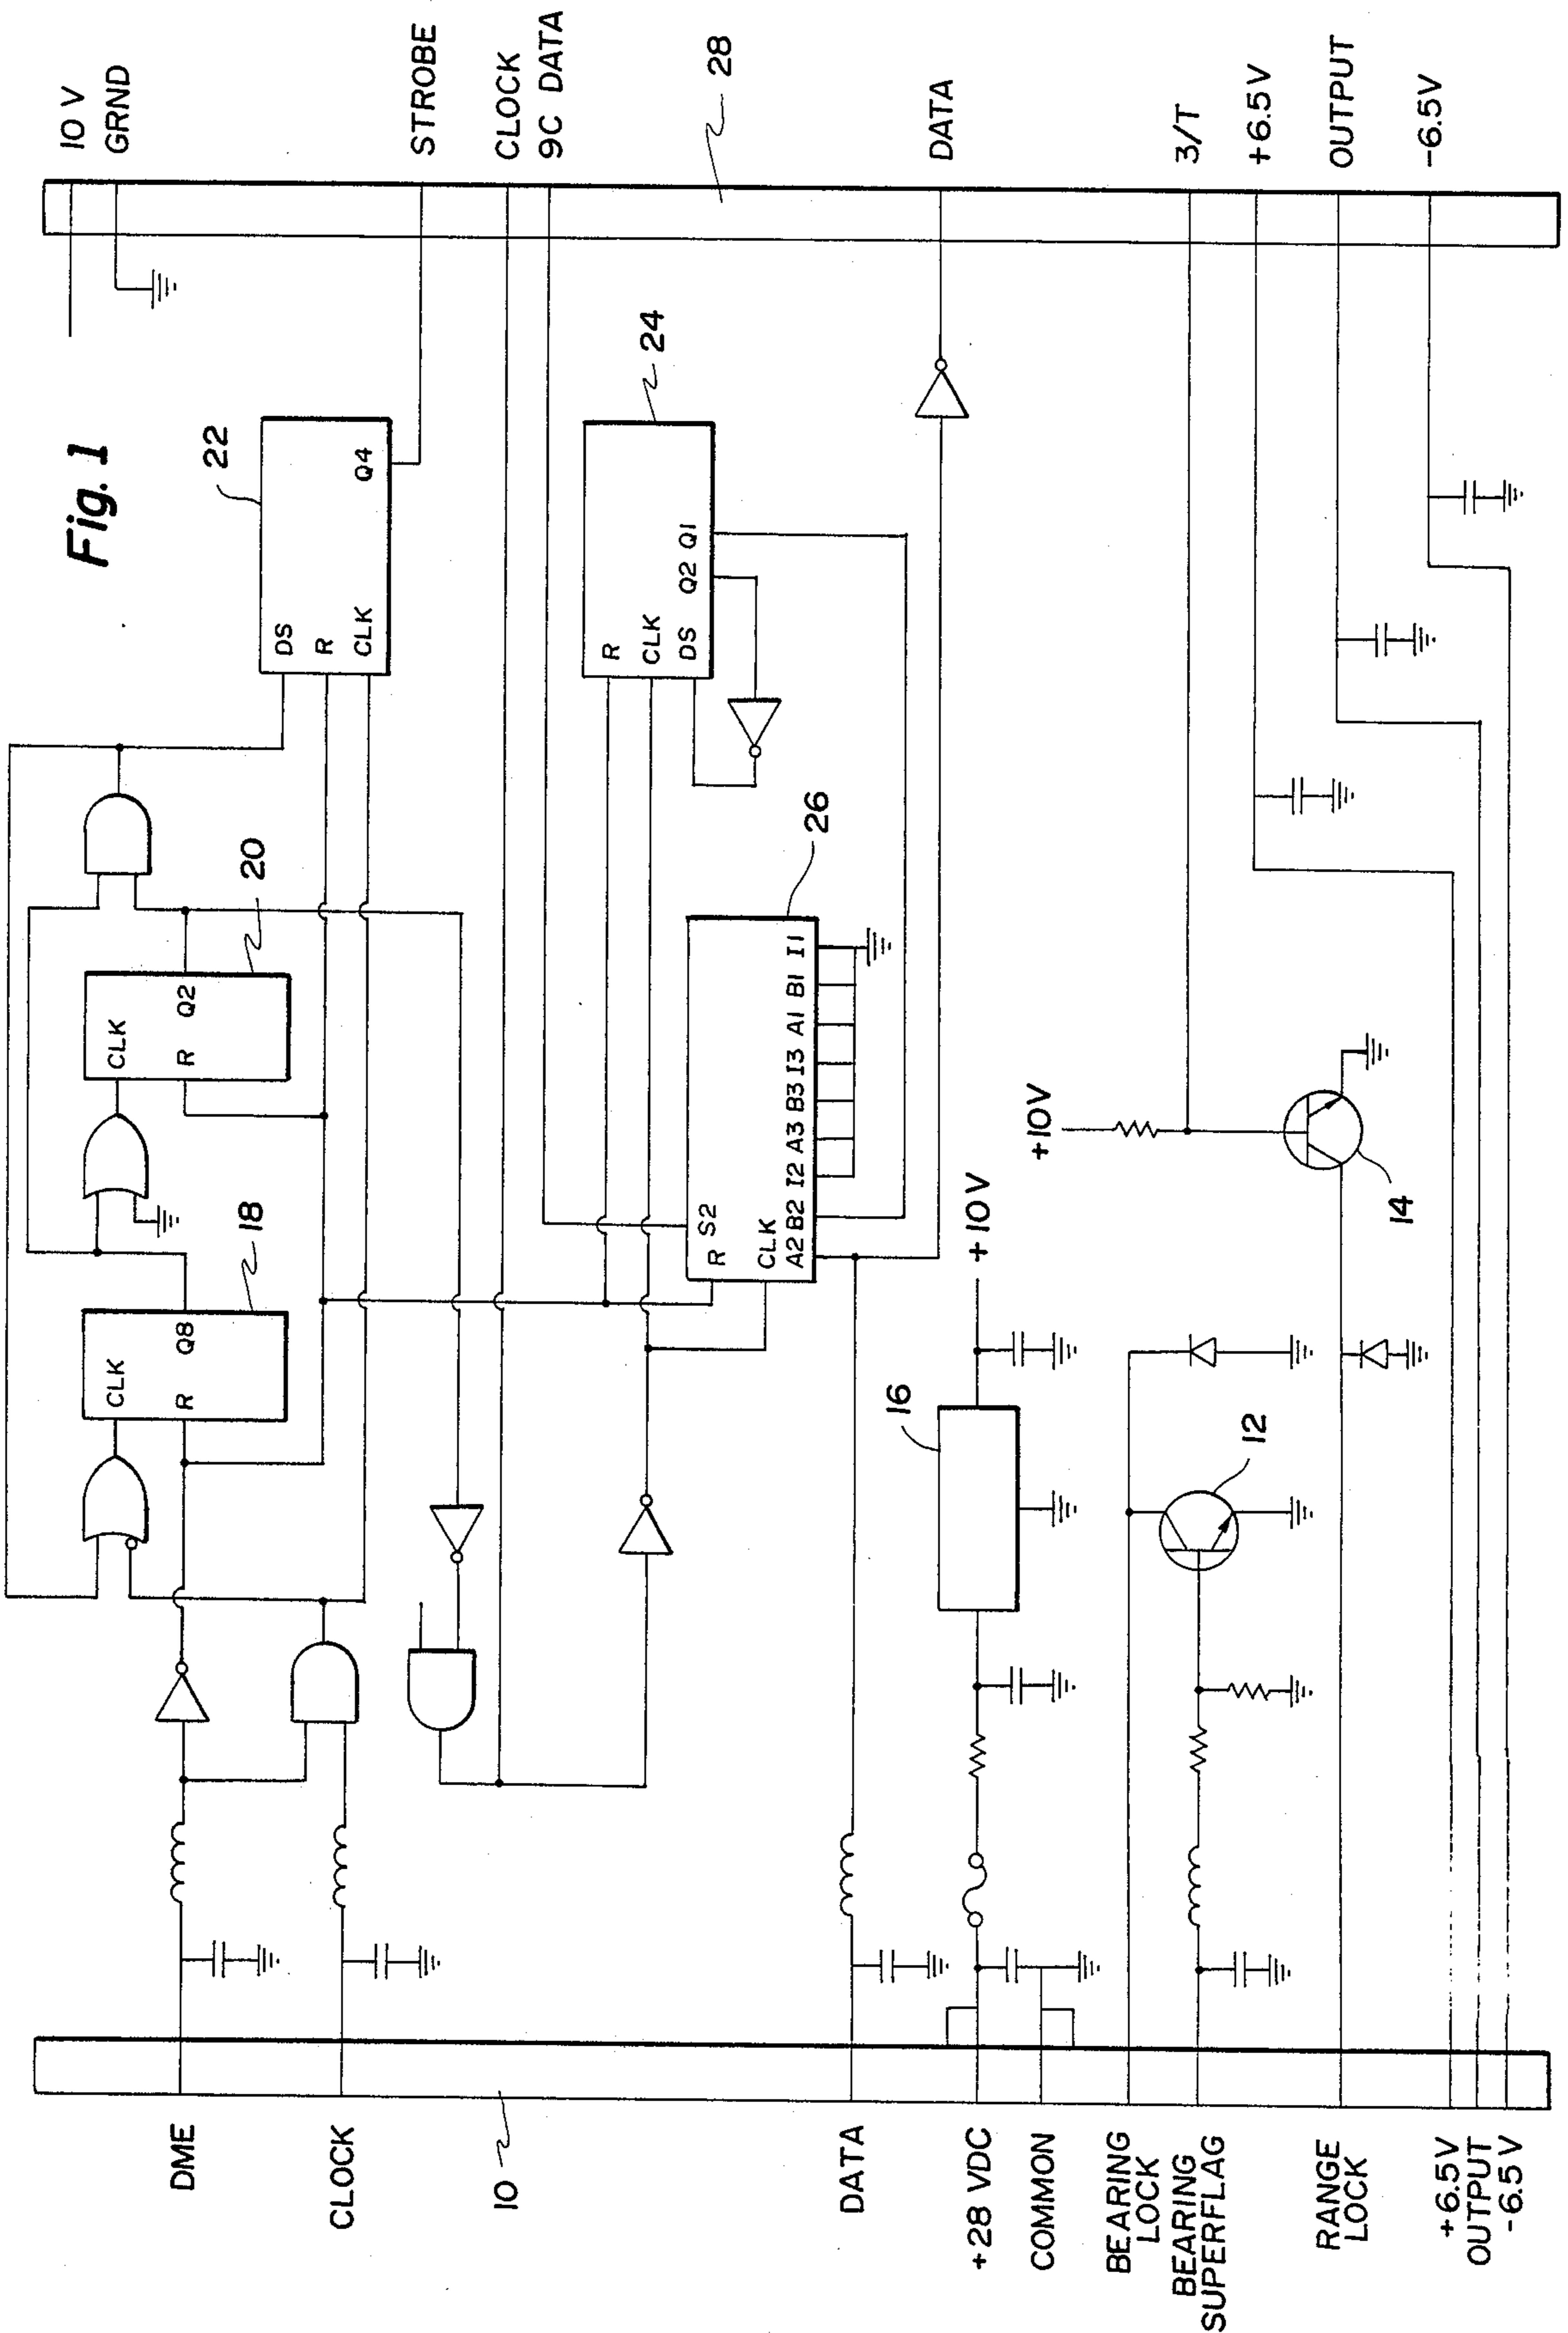 Fig. 1
10 V
GRND
STROBE
CLOCK
9C DATA
28
DATA
3/T
+6.5V
OUTPUT
-6.5V
22
DS
R
CLK
Q4
24
R
CLK
DS
Q2
Q1
20
CLK
R
Q2
18
CLK
R
Q8
26
S2
R
CLK
A2 B2 I2 A3 B3 I3 A1 B1 I1
16
+10V
+10V
14
12
10
DME
CLOCK
DATA
+28 VDC
COMMON
BEARING
LOCK
BEARING
SUPERFLAG
RANGE
LOCK
+6.5V
OUTPUT
-6.5V